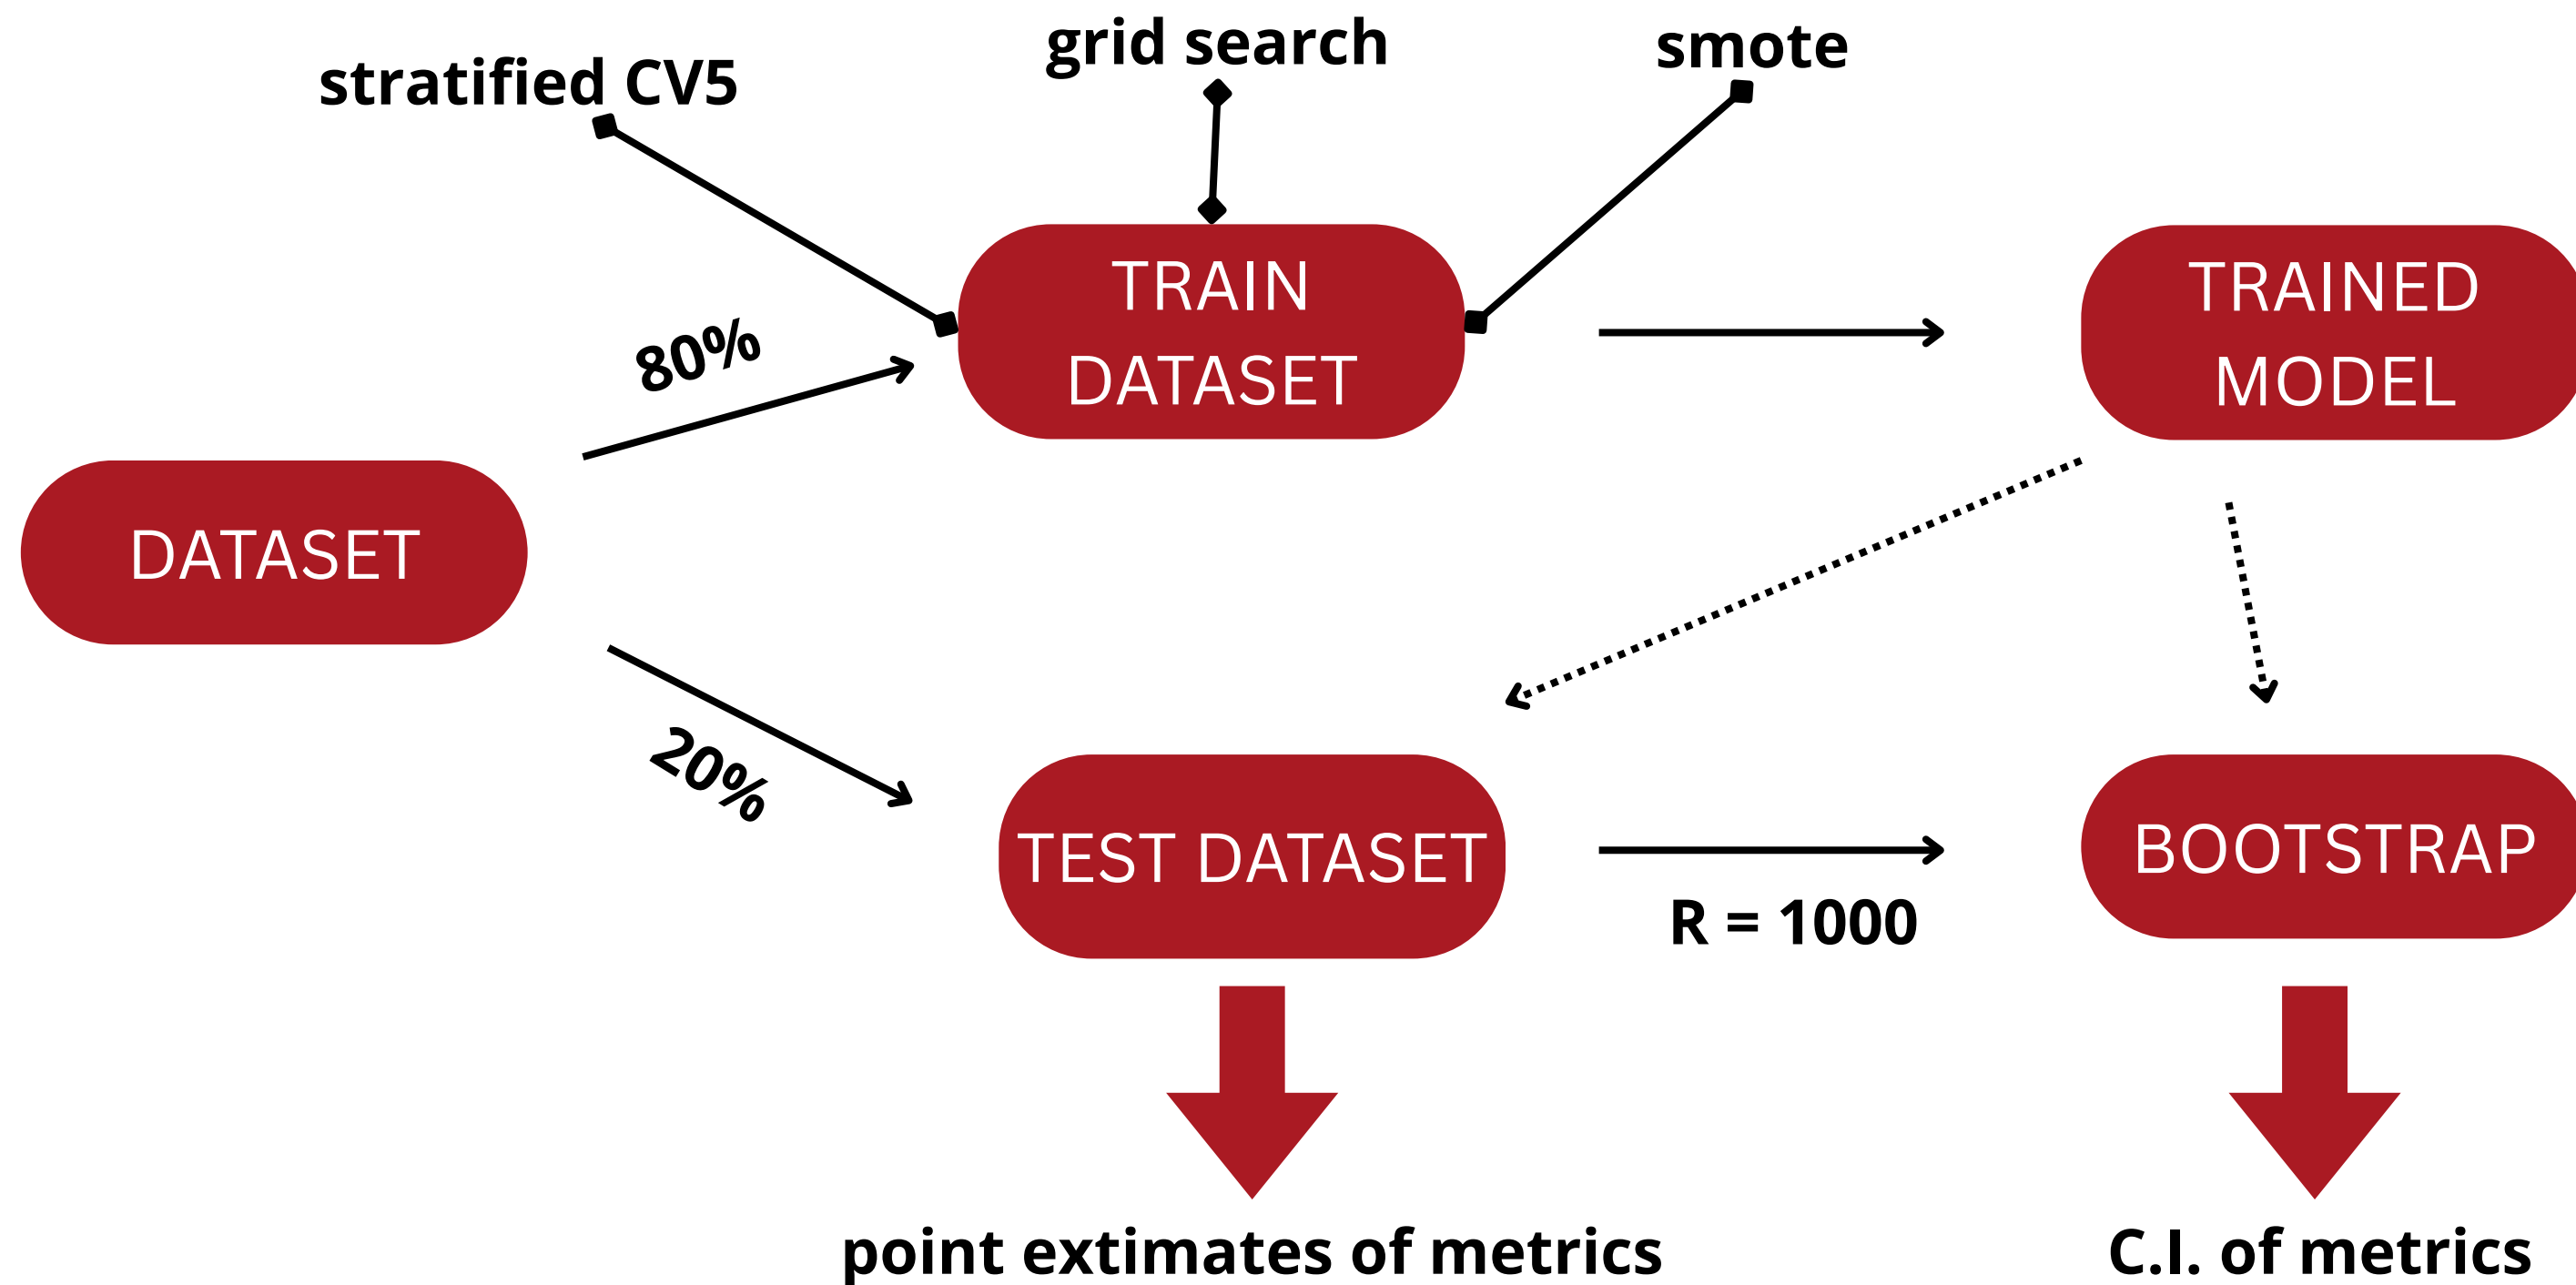 stratified CV5
grid search
smote
80%
TRAIN
DATASET
TRAINED
MODEL
DATASET
20%
TEST DATASET
R = 1000
BOOTSTRAP
point extimates of metrics
C.I. of metrics